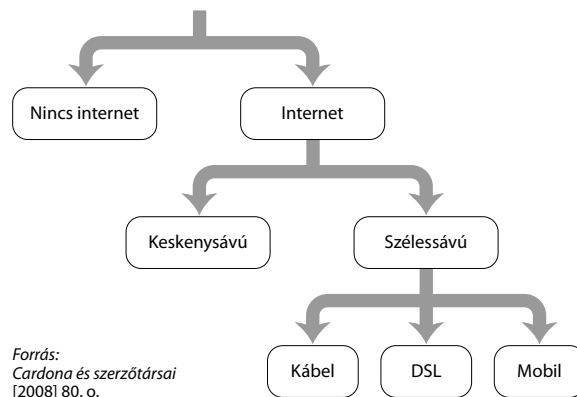 Nincs internet
Internet
Keskenysávú
Szélessávú
Kábel
DSL
Mobil
Forrás:
Cardona és szerzőtársai
[2008] 80. o.